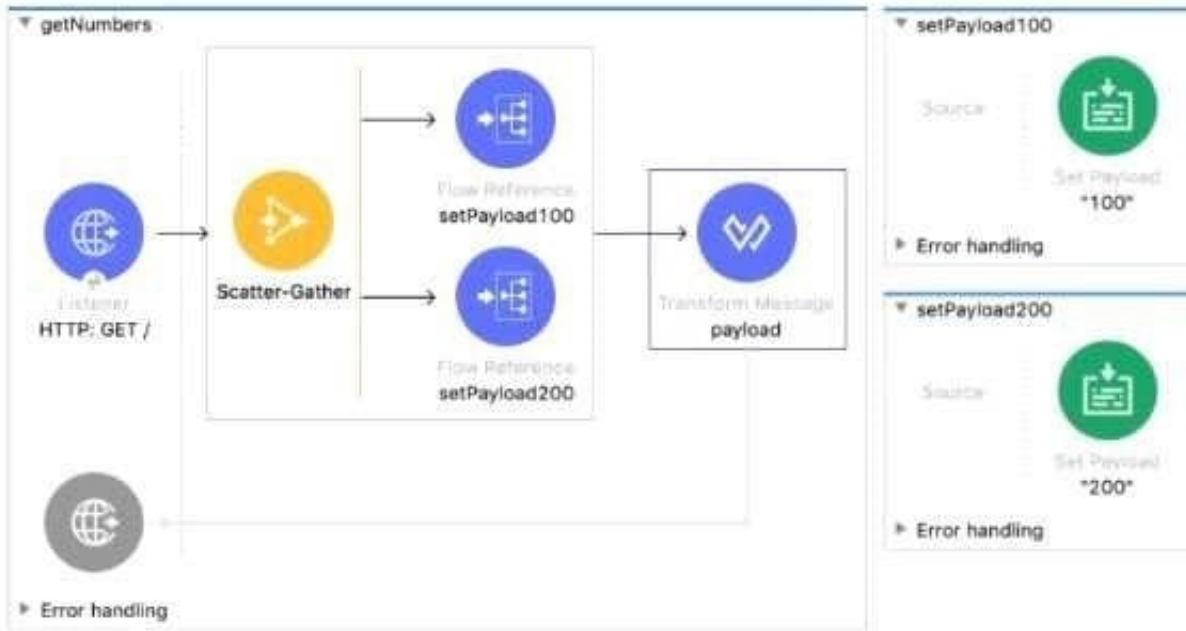 getNumbers
Listener
HTTP: GET /
Scatter-Gather
Flow Reference
setPayload100
Flow Reference
setPayload200
Transform Message
payload
Error handling
setPayload100
Source
Set Payload
"100"
Error handling
setPayload200
Source
Set Payload
"200"
Error handling